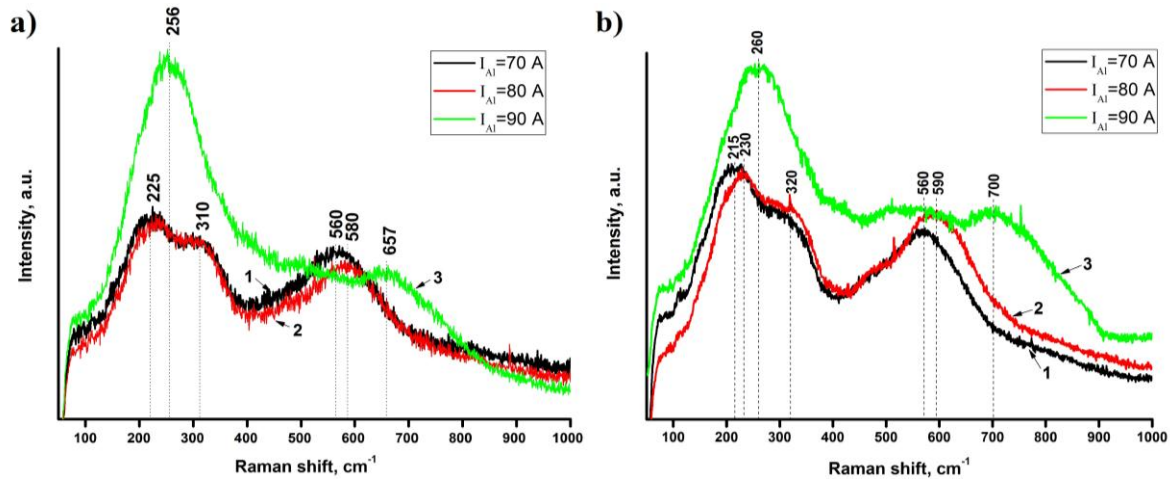 a)
256
225
310
560
580
657
I_Al=70 A
I_Al=80 A
I_Al=90 A
1
2
3
Intensity, a.u.
100 200 300 400 500 600 700 800 900 1000
Raman shift, cm⁻¹
b)
260
215
230
320
560
590
700
I_Al=70 A
I_Al=80 A
I_Al=90 A
3
2
1
Intensity, a.u.
100 200 300 400 500 600 700 800 900 1000
Raman shift, cm⁻¹